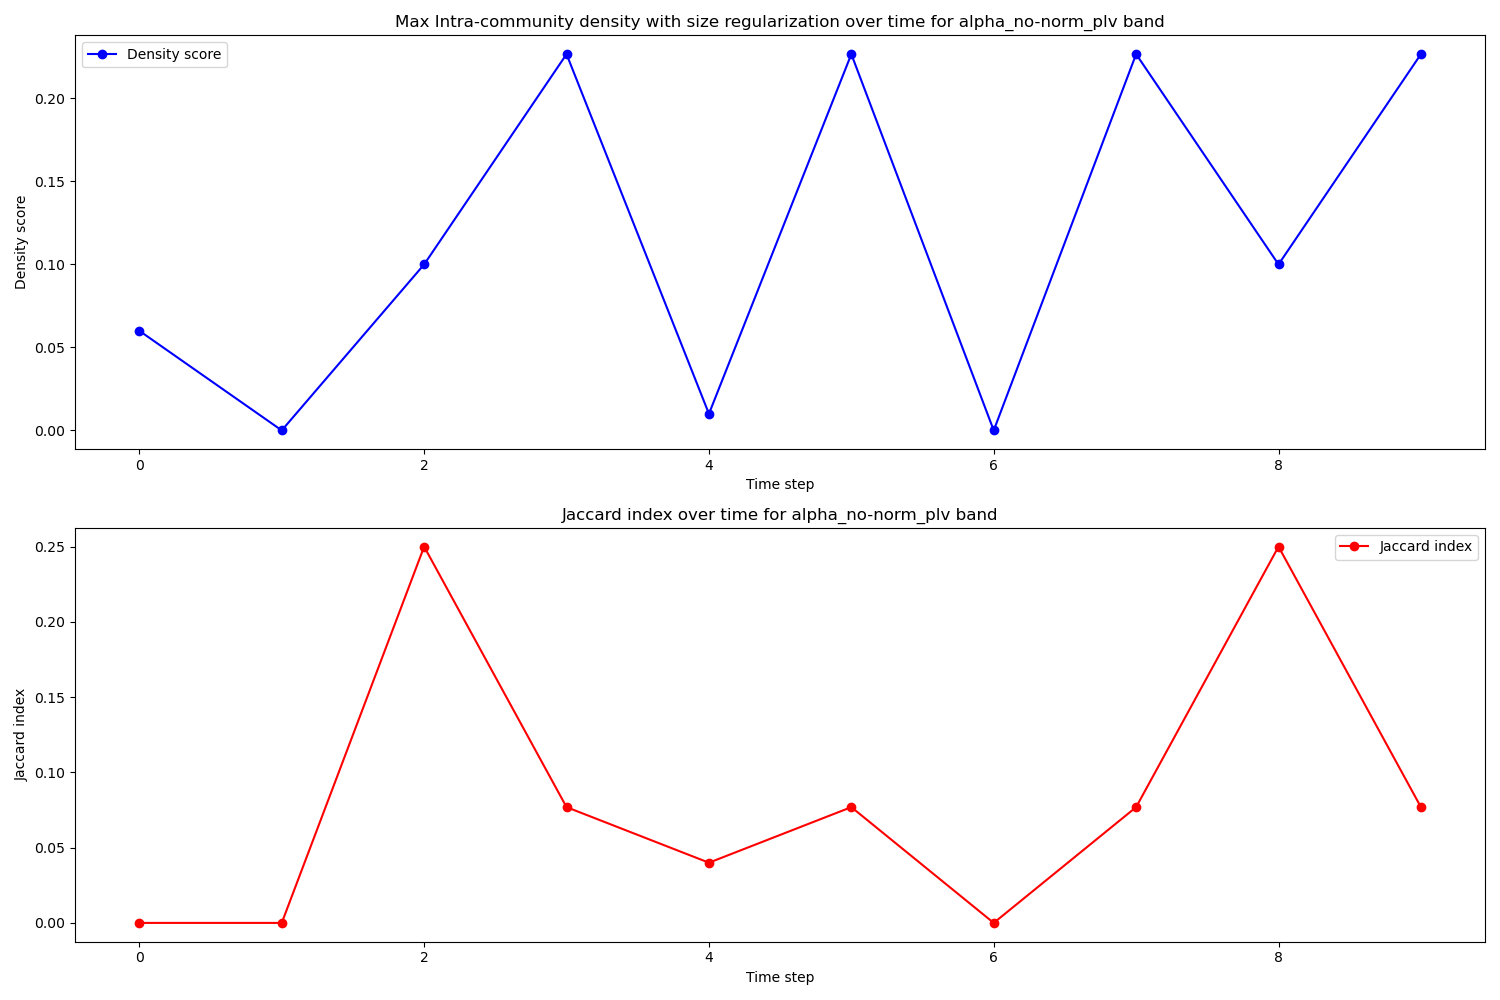 Max Intra-community density with size regularization over time for alpha_no-norm_plv band
Density score
Density score
0.20
0.15
0.10
0.05
0.00
0 2 4 6 8
Time step
Jaccard index over time for alpha_no-norm_plv band
Jaccard index
Jaccard index
0.25
0.20
0.15
0.10
0.05
0.00
0 2 4 6 8
Time step